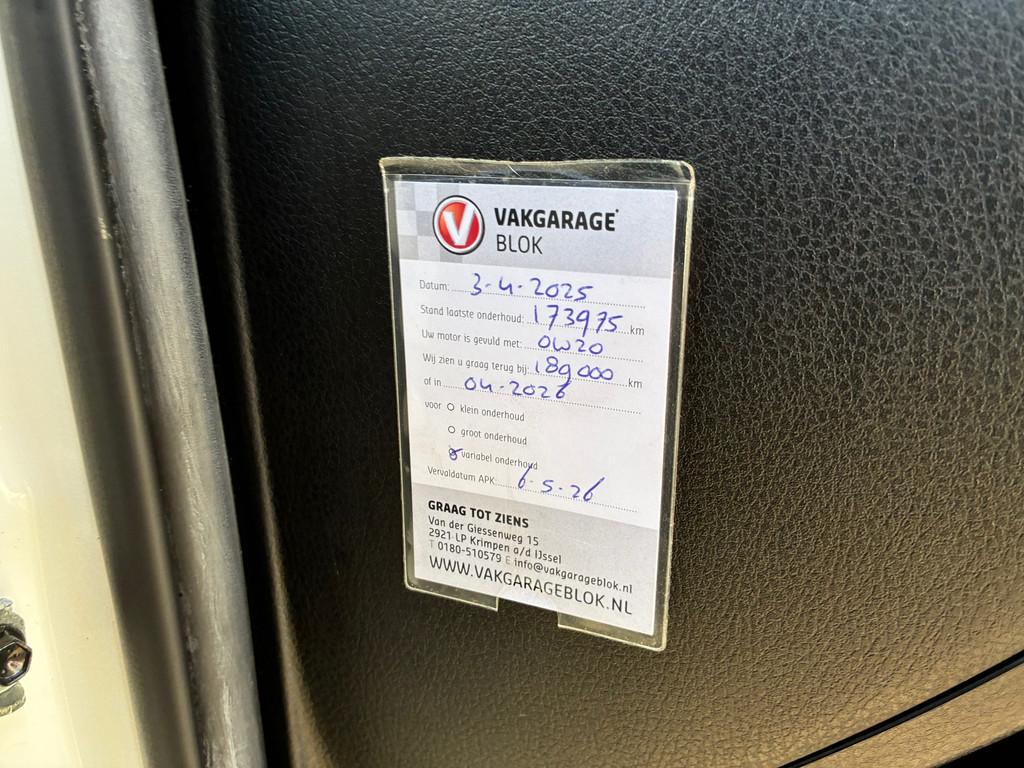 V VAKGARAGE
BLOK
Datum: 3-4-2025
Stand laatste onderhoud: 173975 km
Uw motor is gevuld met: 0W20
Wij zien u graag terug bij: 189000 km
of in 04-2026
voor O klein onderhoud
O groot onderhoud
variabel onderhoud
Vervaldatum APK: 6-5-26
GRAAG TOT ZIENS
Van der Giessenweg 15
2921 LP Krimpen a/d IJssel
T 0180-510579 E info@vakgarageblok.nl
WWW.VAKGARAGEBLOK.NL